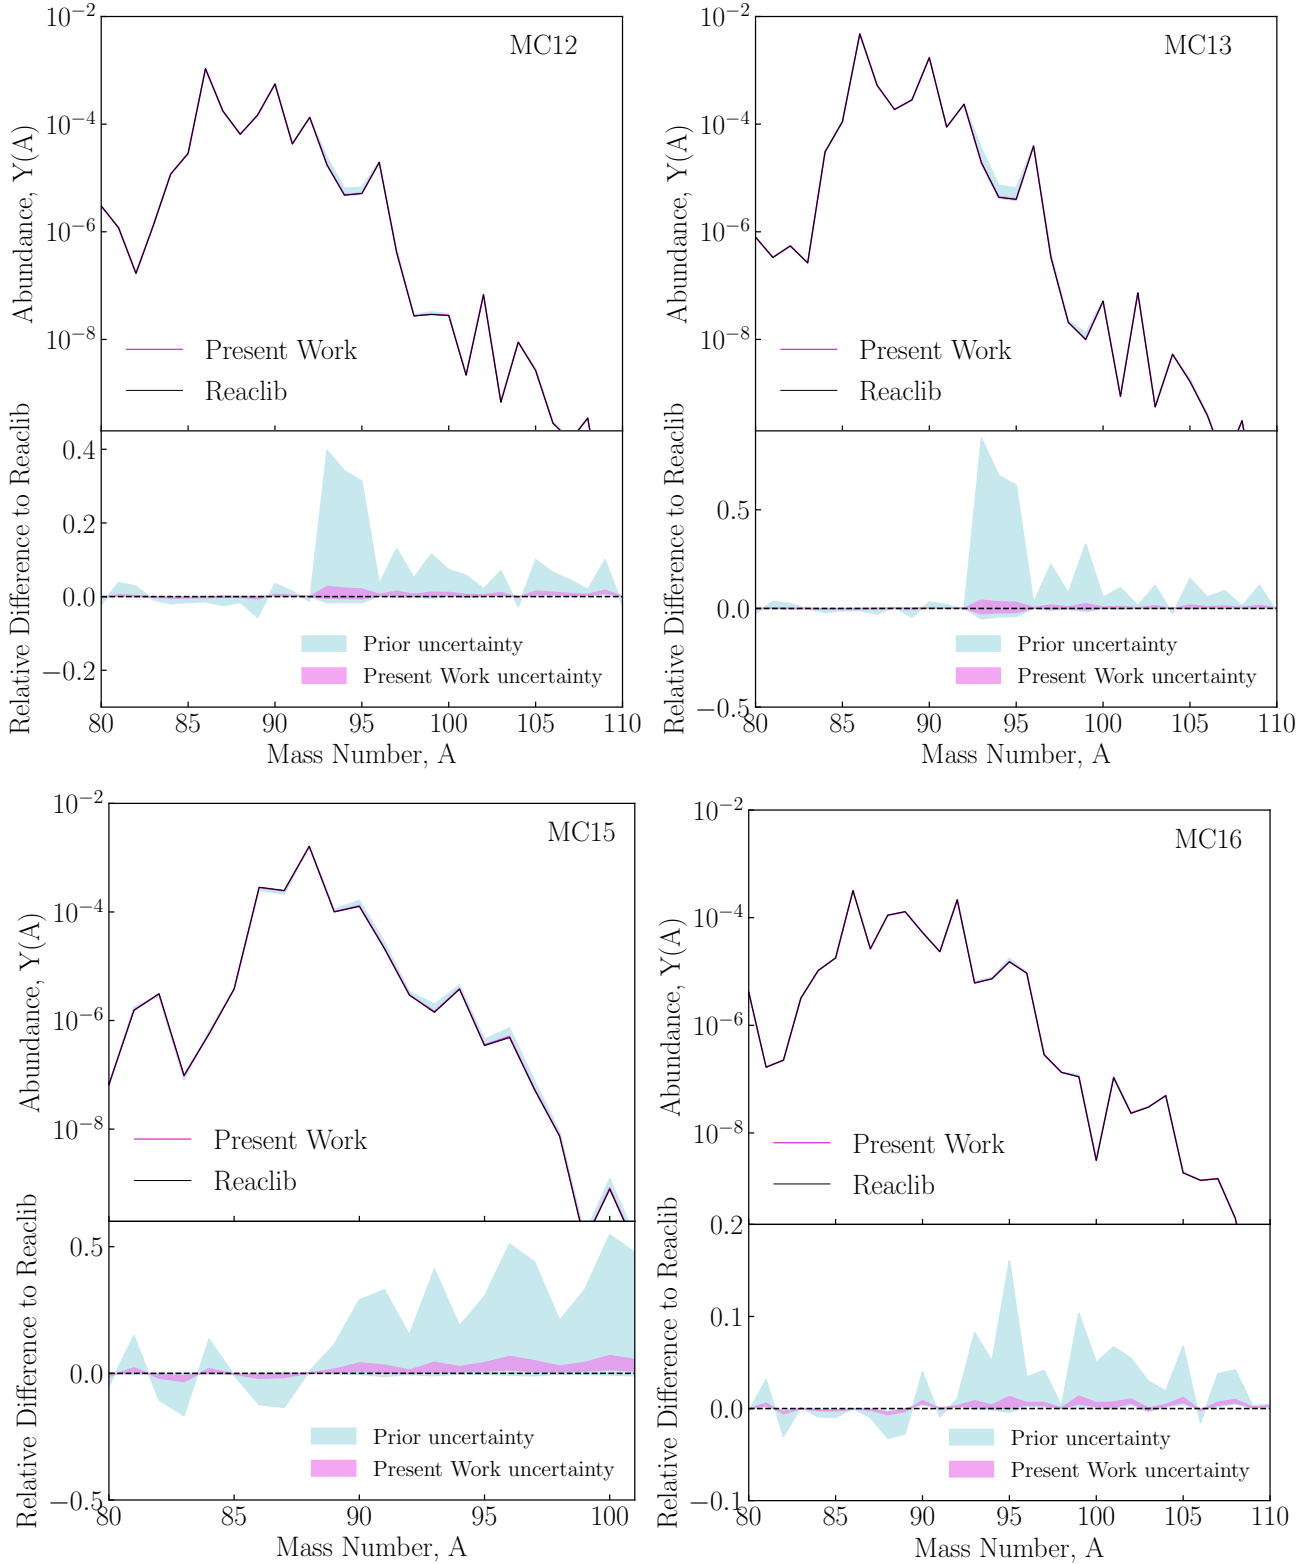 MC12
10⁻²
10⁻⁴
10⁻⁶
10⁻⁸
Abundance, Y(A)
Present Work
Reaclib
0.4
0.2
0.0
−0.2
Relative Difference to Reaclib
Prior uncertainty
Present Work uncertainty
80 85 90 95 100 105 110
Mass Number, A
MC13
10⁻²
10⁻⁴
10⁻⁶
10⁻⁸
Abundance, Y(A)
Present Work
Reaclib
0.5
0.0
−0.5
Relative Difference to Reaclib
Prior uncertainty
Present Work uncertainty
80 85 90 95 100 105 110
Mass Number, A
MC15
10⁻²
10⁻⁴
10⁻⁶
10⁻⁸
Abundance, Y(A)
Present Work
Reaclib
0.5
0.0
−0.5
Relative Difference to Reaclib
Prior uncertainty
Present Work uncertainty
80 85 90 95 100
Mass Number, A
MC16
10⁻²
10⁻⁴
10⁻⁶
10⁻⁸
Abundance, Y(A)
Present Work
Reaclib
0.2
0.1
0.0
−0.1
Relative Difference to Reaclib
Prior uncertainty
Present Work uncertainty
80 85 90 95 100 105 110
Mass Number, A